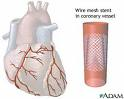 Wire mesh stent
in coronary vessel
ADAM.